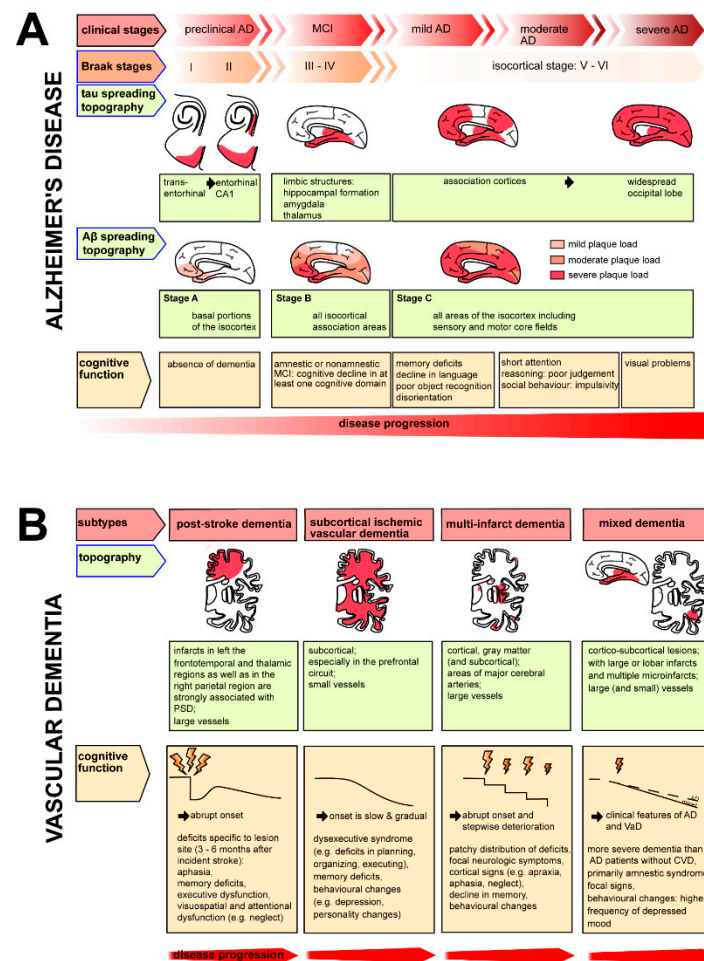 A
ALZHEIMER'S DISEASE
clinical stages
preclinical AD
MCI
mild AD
moderate
AD
severe AD
Braak stages
I
II
III - IV
isocortical stage: V - VI
tau spreading
topography
trans-
entorhinal
entorhinal
CA1
limbic structures:
hippocampal formation
amygdala
thalamus
association cortices
widespread
occipital lobe
Aβ spreading
topography
mild plaque load
moderate plaque load
severe plaque load
Stage A
basal portions
of the isocortex
Stage B
all isocortical
association areas
Stage C
all areas of the isocortex including
sensory and motor core fields
cognitive
function
absence of dementia
amnestic or nonamnestic
MCI: cognitive decline in at
least one cognitive domain
memory deficits
decline in language
poor object recognition
disorientation
short attention
reasoning: poor judgement
social behaviour: impulsivity
visual problems
disease progression
B
VASCULAR DEMENTIA
subtypes
post-stroke dementia
subcortical ischemic
vascular dementia
multi-infarct dementia
mixed dementia
topography
infarcts in left the
frontotemporal and thalamic
regions as well as in the
right parietal region are
strongly associated with
PSD;
large vessels
subcortical;
especially in the prefrontal
circuit;
small vessels
cortical, gray matter
(and subcortical);
areas of major cerebral
arteries;
large vessels
cortico-subcortical lesions;
with large or lobar infarcts
and multiple microinfarcts;
large (and small) vessels
cognitive
function
abrupt onset
deficits specific to lesion
site (3 - 6 months after
incident stroke):
aphasia,
memory deficits,
executive dysfunction,
visuospatial and attentional
dysfunction (e.g. neglect)
onset is slow & gradual
dysexecutive syndrome
(e.g. deficits in planning,
organizing, executing),
memory deficits,
behavioural changes
(e.g. depression,
personality changes)
abrupt onset and
stepwise deterioration
patchy distribution of deficits,
focal neurologic symptoms,
cortical signs (e.g. apraxia,
aphasia, neglect),
decline in memory,
behavioural changes
AD
mixed
clinical features of AD
and VaD
more severe dementia than
AD patients without CVD,
primarily amnestic syndrome
focal signs,
behavioural changes: higher
frequency of depressed
mood
disease progression